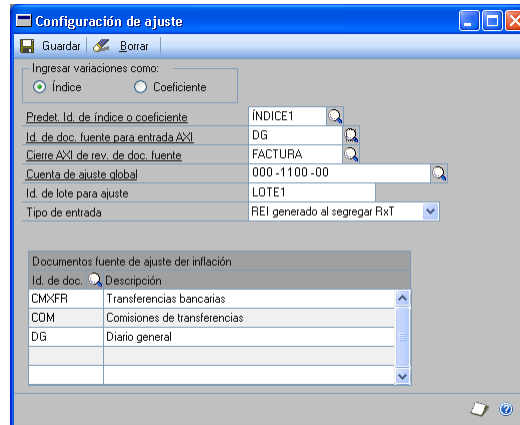 Configuración de ajuste
Guardar Borrar
Ingresar variaciones como:
Índice Coeficiente
Predet. Id. de índice o coeficiente ÍNDICE1
Id. de doc. fuente para entrada AXI DG
Cierre AXI de rev. de doc. fuente FACTURA
Cuenta de ajuste global 000 -1100 -00
Id. de lote para ajuste LOTE1
Tipo de entrada REI generado al segregar RxT
Documentos fuente de ajuste der inflación
Id. de doc. Descripción
CMXFR Transferencias bancarias
COM Comisiones de transferencias
DG Diario general